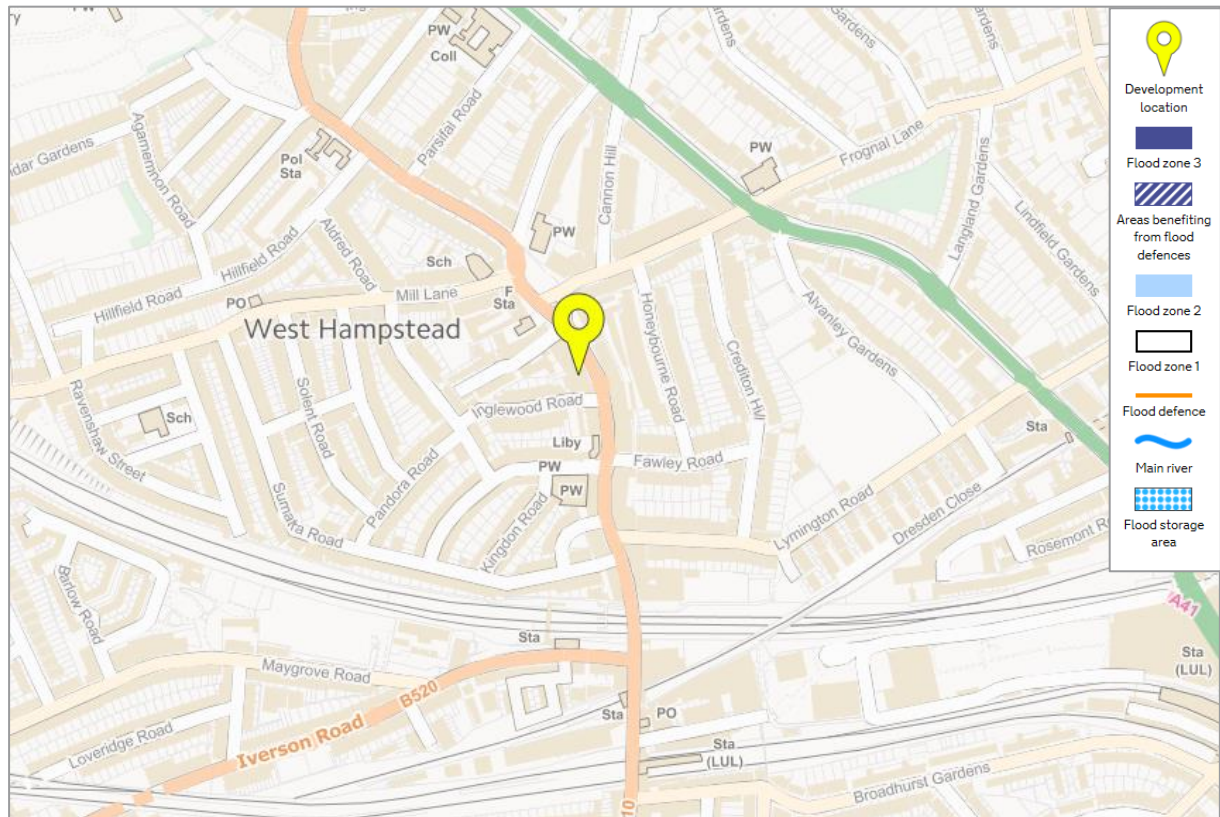 ry
PW
PW
Coll
Parsifal Road
Agamemnon Road
dar Gardens
Pol
Sta
Cannon Hill
PW
Frognal Lane
Langland Gardens
Lindfield Gardens
Aldred Road
Hillfield Road
Hillfield Road
PW
Sch
PO
Mill Lane
F
Sta
West Hampstead
Honeybourne Road
Alvanley Gardens
Crediton Hill
Solent Road
Sch
Ravenshaw Street
Inglewood Road
Liby
Fawley Road
Sta
Pandora Road
PW
PW
Sumatra Road
Kingdon Road
Lymington Road
Dresden Close
Rosemont R
Barlow Road
A41
Sta
Maygrove Road
B520
Iverson Road
Loveridge Road
Sta
PO
Sta
(LUL)
Sta
(LUL)
Broadhurst Gardens
10
Development
location
Flood zone 3
Areas benefiting
from flood
defences
Flood zone 2
Flood zone 1
Flood defence
Main river
Flood storage
area